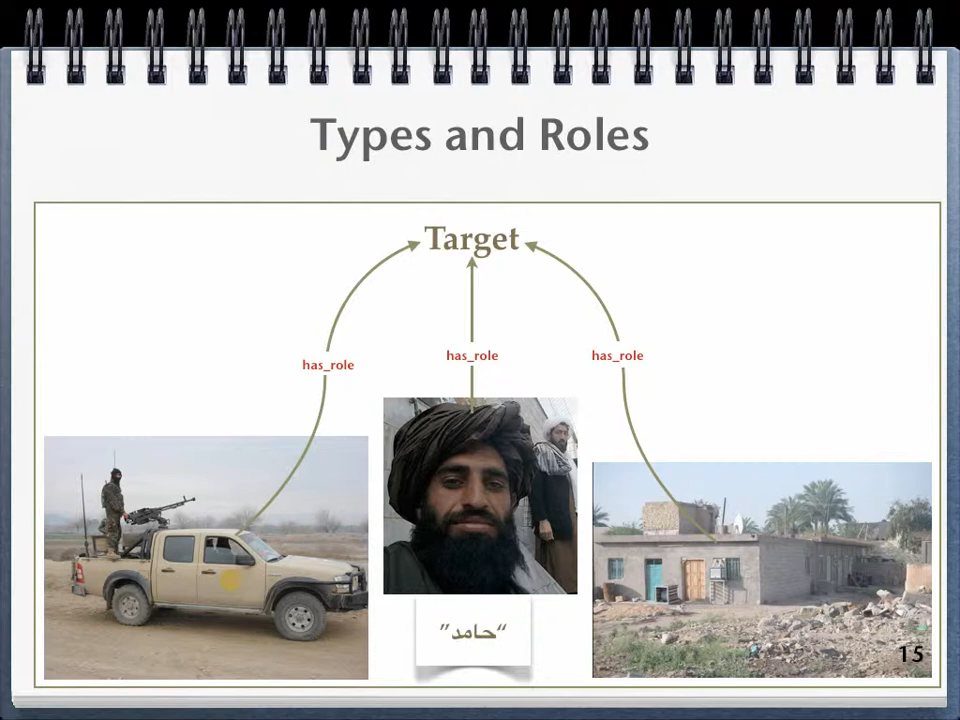 Types and Roles
Target
has_role
has_role
has_role
“حامد”
15